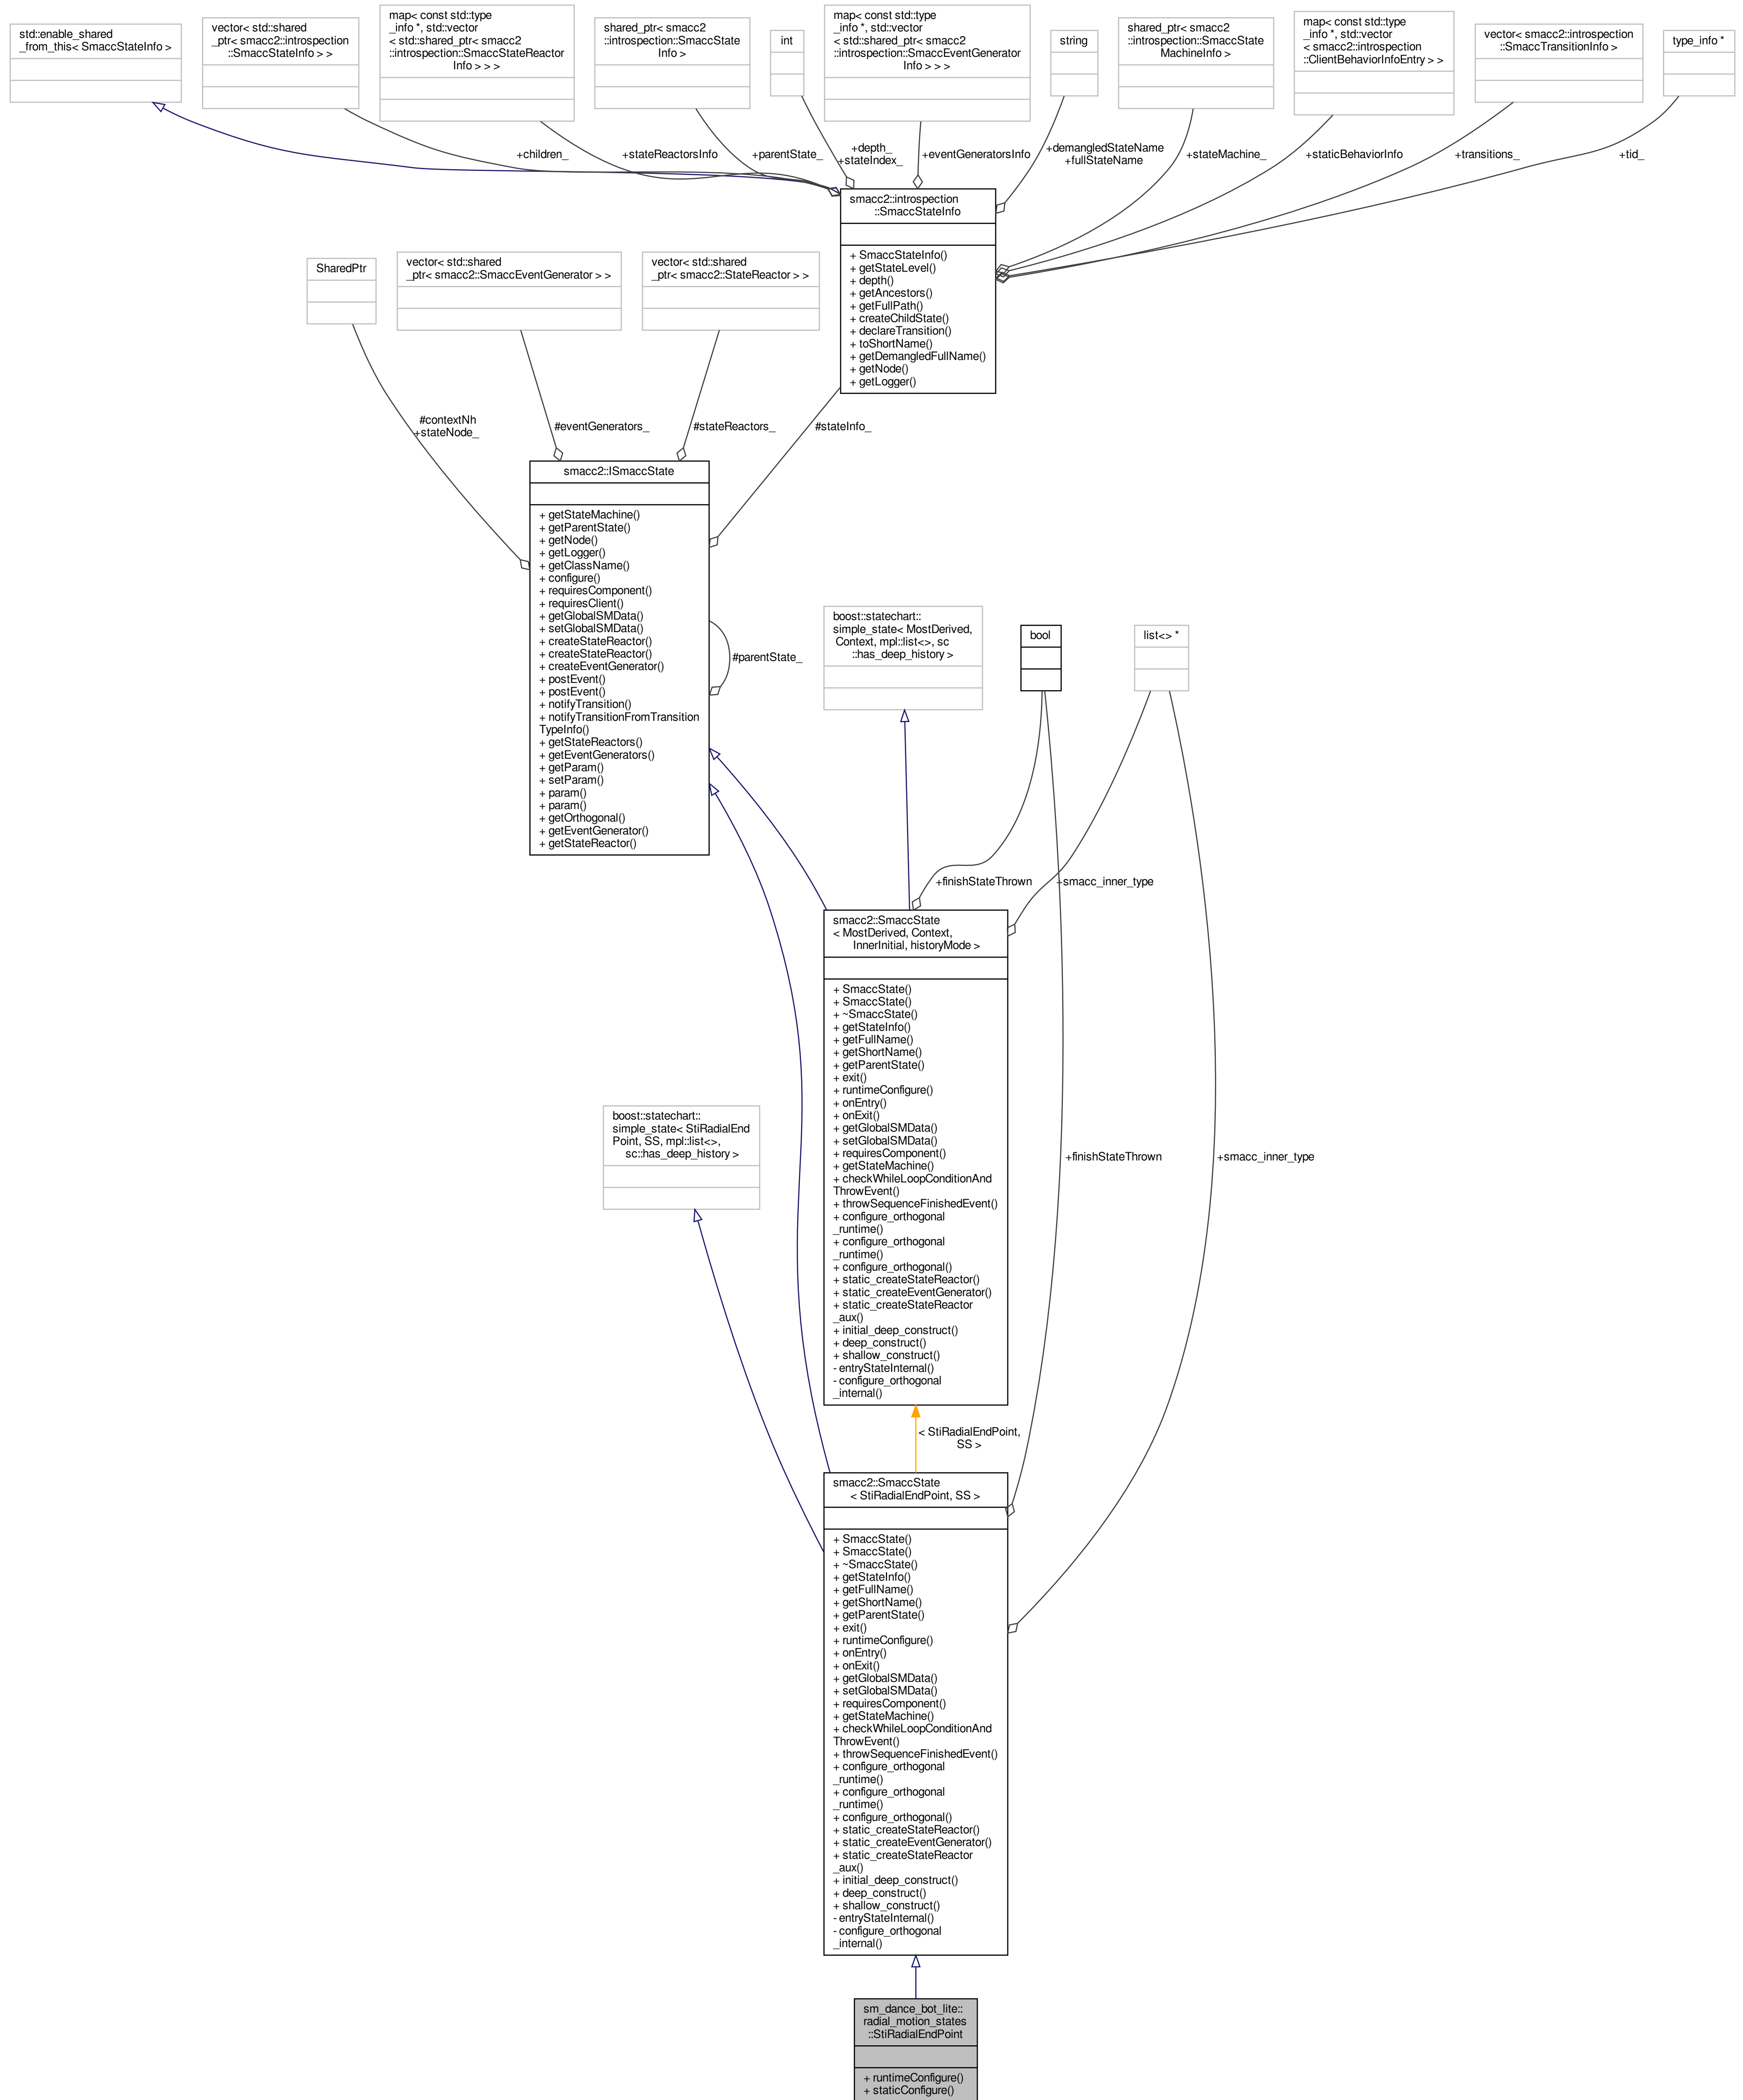 std::enable_shared
_from_this< SmaccStateInfo >
vector< std::shared
_ptr< smacc2::introspection
::SmaccStateInfo > >
map< const std::type
_info *, std::vector
< std::shared_ptr< smacc2
::introspection::SmaccStateReactor
Info > > >
shared_ptr< smacc2
::introspection::SmaccState
Info >
int
map< const std::type
_info *, std::vector
< std::shared_ptr< smacc2
::introspection::SmaccEventGenerator
Info > > >
string
shared_ptr< smacc2
::introspection::SmaccState
MachineInfo >
map< const std::type
_info *, std::vector
< smacc2::introspection
::ClientBehaviorInfoEntry > >
vector< smacc2::introspection
::SmaccTransitionInfo >
type_info *
+children_
+stateReactorsInfo
+parentState_
+depth_
+stateIndex_
+eventGeneratorsInfo
+demangledStateName
+fullStateName
+stateMachine_
+staticBehaviorInfo
+transitions_
+tid_
smacc2::introspection
::SmaccStateInfo
+ SmaccStateInfo()
+ getStateLevel()
+ depth()
+ getAncestors()
+ getFullPath()
+ createChildState()
+ declareTransition()
+ toShortName()
+ getDemangledFullName()
+ getNode()
+ getLogger()
SharedPtr
vector< std::shared
_ptr< smacc2::SmaccEventGenerator > >
vector< std::shared
_ptr< smacc2::StateReactor > >
#contextNh
+stateNode_
#eventGenerators_
#stateReactors_
#stateInfo_
smacc2::ISmaccState
+ getStateMachine()
+ getParentState()
+ getNode()
+ getLogger()
+ getClassName()
+ configure()
+ requiresComponent()
+ requiresClient()
+ getGlobalSMData()
+ setGlobalSMData()
+ createStateReactor()
+ createStateReactor()
+ createEventGenerator()
+ postEvent()
+ postEvent()
+ notifyTransition()
+ notifyTransitionFromTransition
TypeInfo()
+ getStateReactors()
+ getEventGenerators()
+ getParam()
+ setParam()
+ param()
+ param()
+ getOrthogonal()
+ getEventGenerator()
+ getStateReactor()
#parentState_
boost::statechart::
simple_state< MostDerived,
Context, mpl::list<>, sc
::has_deep_history >
bool
list<> *
+finishStateThrown
+smacc_inner_type
smacc2::SmaccState
< MostDerived, Context,
InnerInitial, historyMode >
+ SmaccState()
+ SmaccState()
+ ~SmaccState()
+ getStateInfo()
+ getFullName()
+ getShortName()
+ getParentState()
+ exit()
+ runtimeConfigure()
+ onEntry()
+ onExit()
+ getGlobalSMData()
+ setGlobalSMData()
+ requiresComponent()
+ getStateMachine()
+ checkWhileLoopConditionAnd
ThrowEvent()
+ throwSequenceFinishedEvent()
+ configure_orthogonal
_runtime()
+ configure_orthogonal
_runtime()
+ configure_orthogonal()
+ static_createStateReactor()
+ static_createEventGenerator()
+ static_createStateReactor
_aux()
+ initial_deep_construct()
+ deep_construct()
+ shallow_construct()
- entryStateInternal()
- configure_orthogonal
_internal()
boost::statechart::
simple_state< StiRadialEnd
Point, SS, mpl::list<>,
sc::has_deep_history >
+finishStateThrown
+smacc_inner_type
< StiRadialEndPoint,
SS >
smacc2::SmaccState
< StiRadialEndPoint, SS >
+ SmaccState()
+ SmaccState()
+ ~SmaccState()
+ getStateInfo()
+ getFullName()
+ getShortName()
+ getParentState()
+ exit()
+ runtimeConfigure()
+ onEntry()
+ onExit()
+ getGlobalSMData()
+ setGlobalSMData()
+ requiresComponent()
+ getStateMachine()
+ checkWhileLoopConditionAnd
ThrowEvent()
+ throwSequenceFinishedEvent()
+ configure_orthogonal
_runtime()
+ configure_orthogonal
_runtime()
+ configure_orthogonal()
+ static_createStateReactor()
+ static_createEventGenerator()
+ static_createStateReactor
_aux()
+ initial_deep_construct()
+ deep_construct()
+ shallow_construct()
- entryStateInternal()
- configure_orthogonal
_internal()
sm_dance_bot_lite::
radial_motion_states
::StiRadialEndPoint
+ runtimeConfigure()
+ staticConfigure()